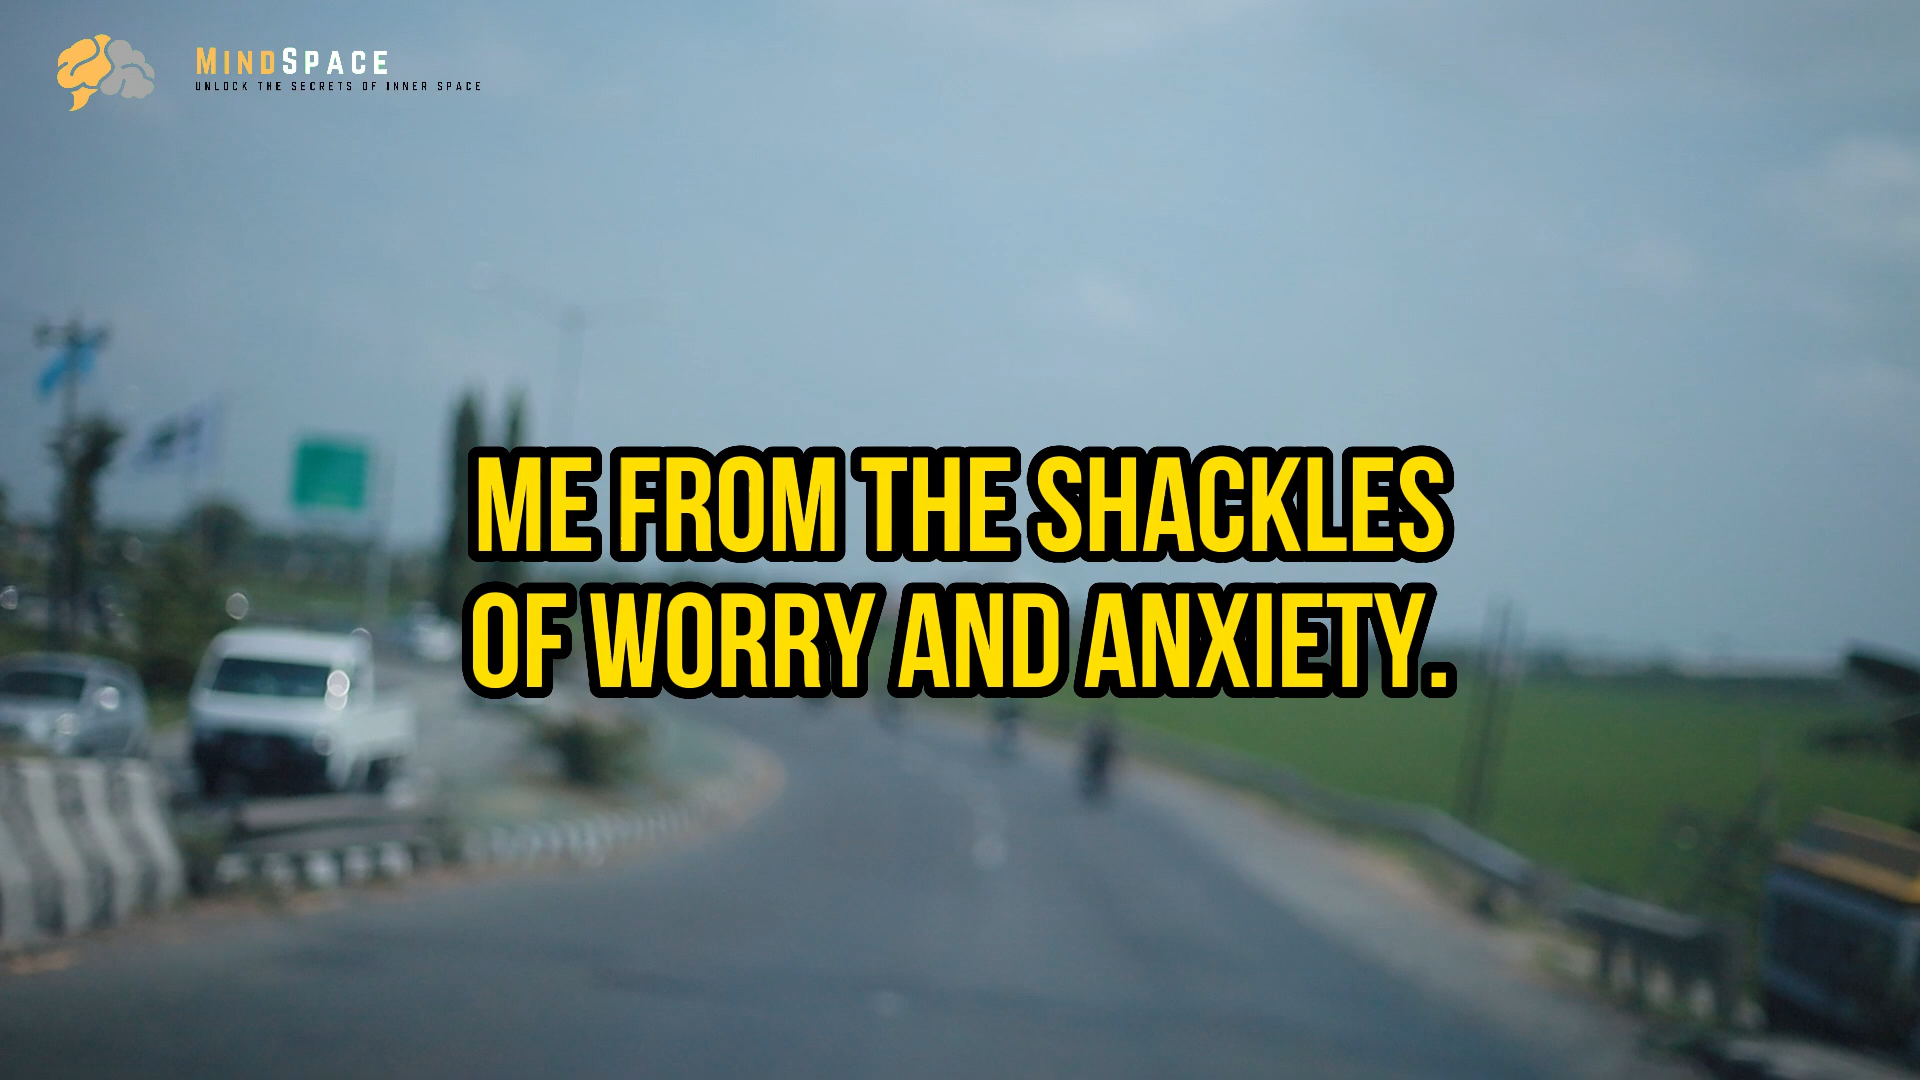 MINDSPACE
UNLOCK THE SECRETS OF INNER SPACE
ME FROM THE SHACKLES
OF WORRY AND ANXIETY.